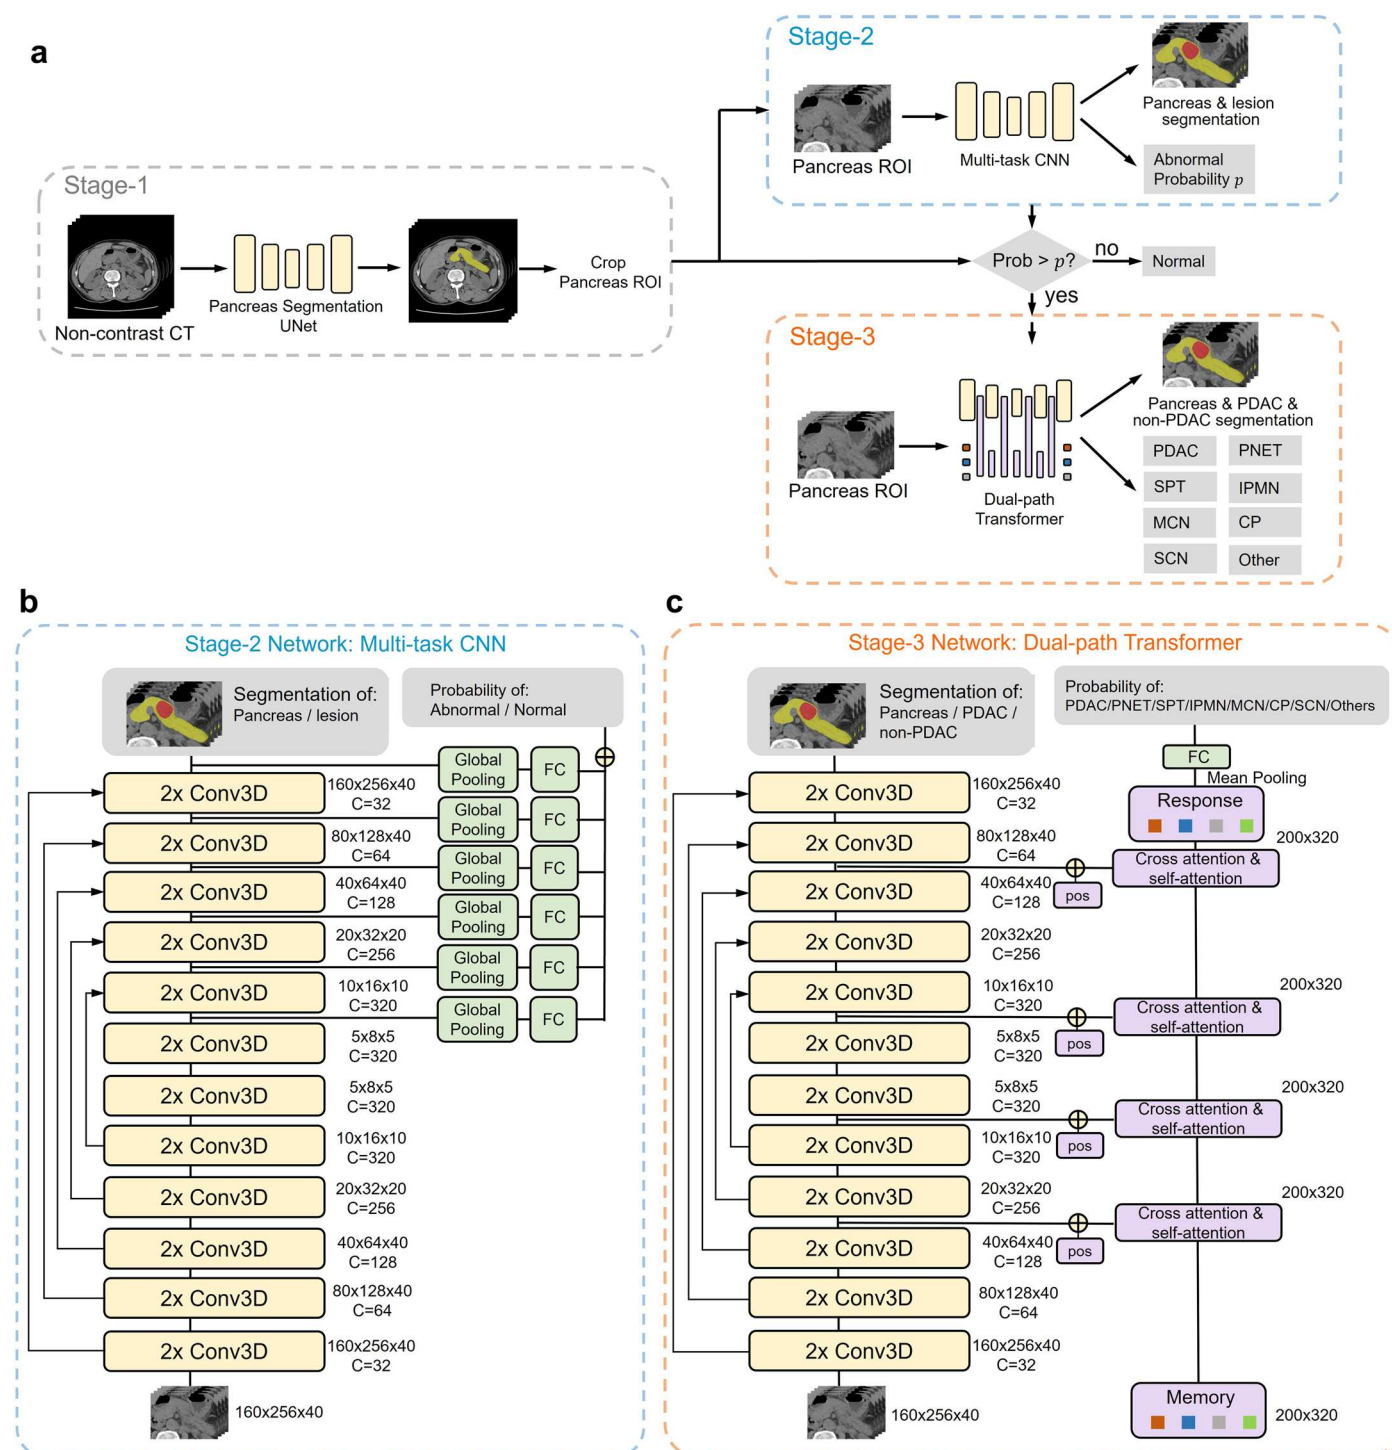 a
Stage-1
Non-contrast CT
Pancreas Segmentation
UNet
Crop
Pancreas ROI
Stage-2
Pancreas ROI
Multi-task CNN
Pancreas & lesion
segmentation
Abnormal
Probability p
Prob > p?
no
Normal
yes
Stage-3
Pancreas ROI
Dual-path
Transformer
Pancreas & PDAC &
non-PDAC segmentation
PDAC
PNET
SPT
IPMN
MCN
CP
SCN
Other
b
Stage-2 Network: Multi-task CNN
Segmentation of:
Pancreas / lesion
Probability of:
Abnormal / Normal
2x Conv3D
160x256x40
C=32
Global
Pooling
FC
2x Conv3D
80x128x40
C=64
Global
Pooling
FC
2x Conv3D
40x64x40
C=128
Global
Pooling
FC
2x Conv3D
20x32x20
C=256
Global
Pooling
FC
2x Conv3D
10x16x10
C=320
Global
Pooling
FC
2x Conv3D
5x8x5
C=320
Global
Pooling
FC
2x Conv3D
5x8x5
C=320
2x Conv3D
10x16x10
C=320
2x Conv3D
20x32x20
C=256
2x Conv3D
40x64x40
C=128
2x Conv3D
80x128x40
C=64
2x Conv3D
160x256x40
C=32
160x256x40
c
Stage-3 Network: Dual-path Transformer
Segmentation of:
Pancreas / PDAC /
non-PDAC
Probability of:
PDAC/PNET/SPT/IPMN/MCN/CP/SCN/Others
FC
Mean Pooling
Response
200x320
2x Conv3D
160x256x40
C=32
2x Conv3D
80x128x40
C=64
Cross attention &
self-attention
pos
2x Conv3D
40x64x40
C=128
2x Conv3D
20x32x20
C=256
2x Conv3D
10x16x10
C=320
200x320
Cross attention &
self-attention
pos
2x Conv3D
5x8x5
C=320
2x Conv3D
5x8x5
C=320
200x320
Cross attention &
self-attention
pos
2x Conv3D
10x16x10
C=320
2x Conv3D
20x32x20
C=256
200x320
Cross attention &
self-attention
pos
2x Conv3D
40x64x40
C=128
2x Conv3D
80x128x40
C=64
2x Conv3D
160x256x40
C=32
160x256x40
Memory
200x320